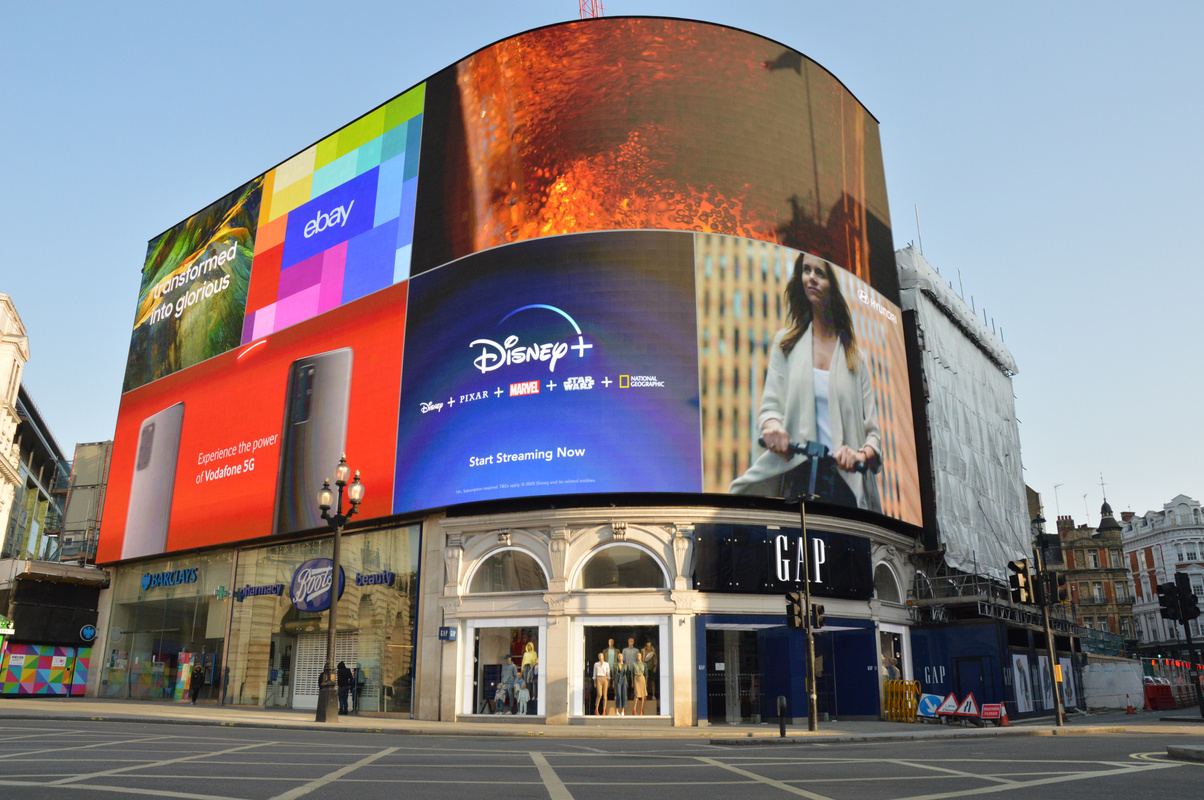 transformed
into glorious
ebay
Experience the power
of Vodafone 5G
Disney+
Disney + PIXAR + MARVEL + STAR WARS + NATIONAL GEOGRAPHIC
Start Streaming Now
HYUNDAI
BARCLAYS
pharmacy
Boots
beauty
GAP
GAP
GAP